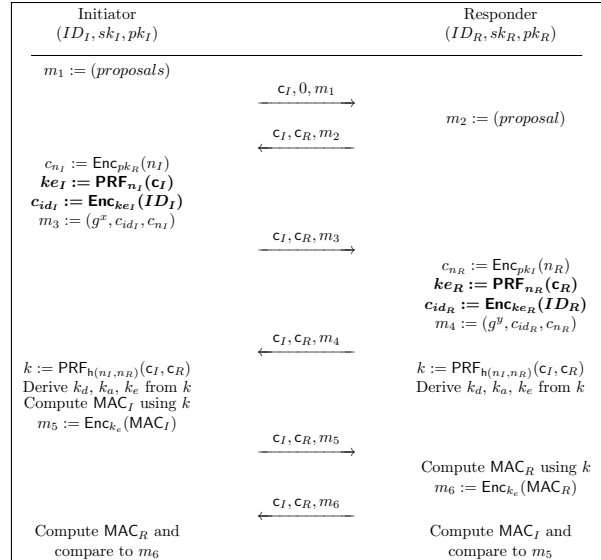 Initiator
(ID_I, sk_I, pk_I)
Responder
(ID_R, sk_R, pk_R)
m_1 := (proposals)
c_I, 0, m_1
m_2 := (proposal)
c_I, c_R, m_2
c_{n_I} := Enc_{pk_R}(n_I)
ke_I := PRF_{n_I}(c_I)
c_{id_I} := Enc_{ke_I}(ID_I)
m_3 := (g^x, c_{id_I}, c_{n_I})
c_I, c_R, m_3
c_{n_R} := Enc_{pk_I}(n_R)
ke_R := PRF_{n_R}(c_R)
c_{id_R} := Enc_{ke_R}(ID_R)
m_4 := (g^y, c_{id_R}, c_{n_R})
c_I, c_R, m_4
k := PRF_{h(n_I,n_R)}(c_I, c_R)
Derive k_d, k_a, k_e from k
Compute MAC_I using k
m_5 := Enc_{k_e}(MAC_I)
k := PRF_{h(n_I,n_R)}(c_I, c_R)
Derive k_d, k_a, k_e from k
c_I, c_R, m_5
Compute MAC_R using k
m_6 := Enc_{k_e}(MAC_R)
c_I, c_R, m_6
Compute MAC_R and
compare to m_6
Compute MAC_I and
compare to m_5